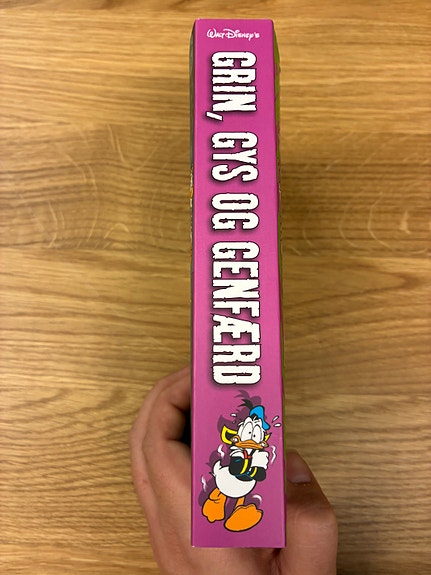 Walt Disney's
GRIN, GYS OG GENFÆRD